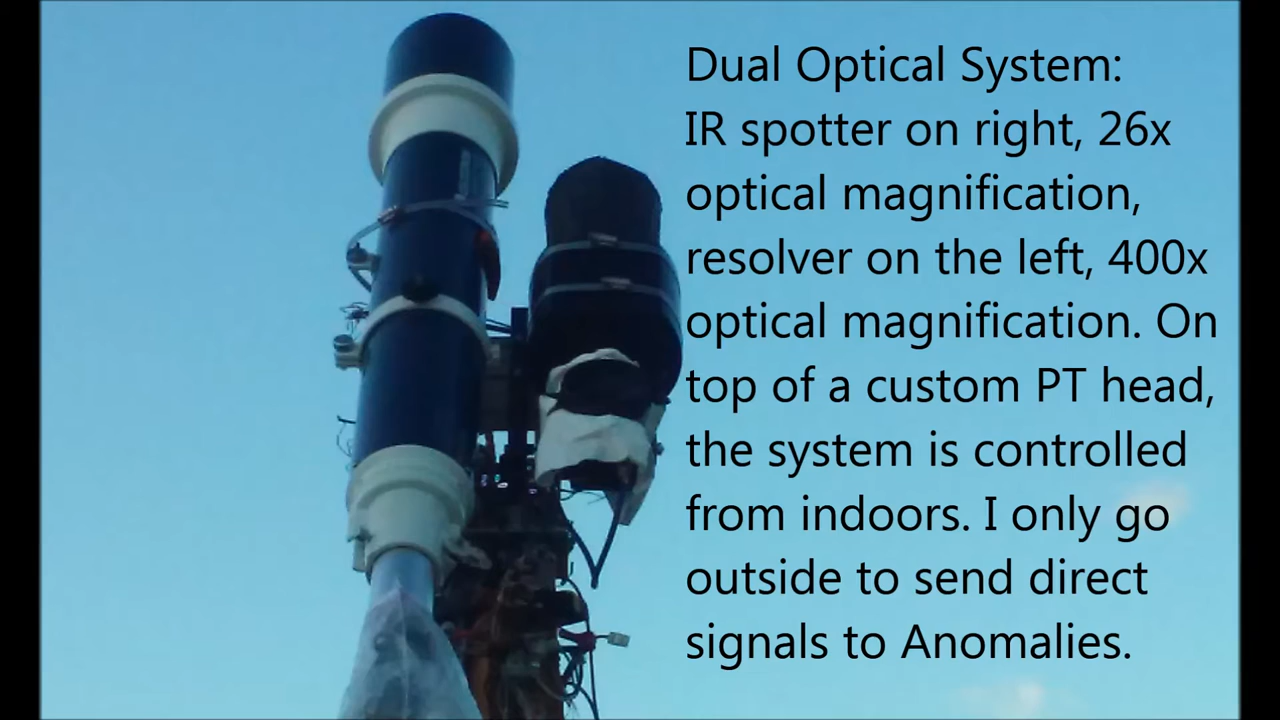 Dual Optical System:
IR spotter on right, 26x
optical magnification,
resolver on the left, 400x
optical magnification. On
top of a custom PT head,
the system is controlled
from indoors. I only go
outside to send direct
signals to Anomalies.